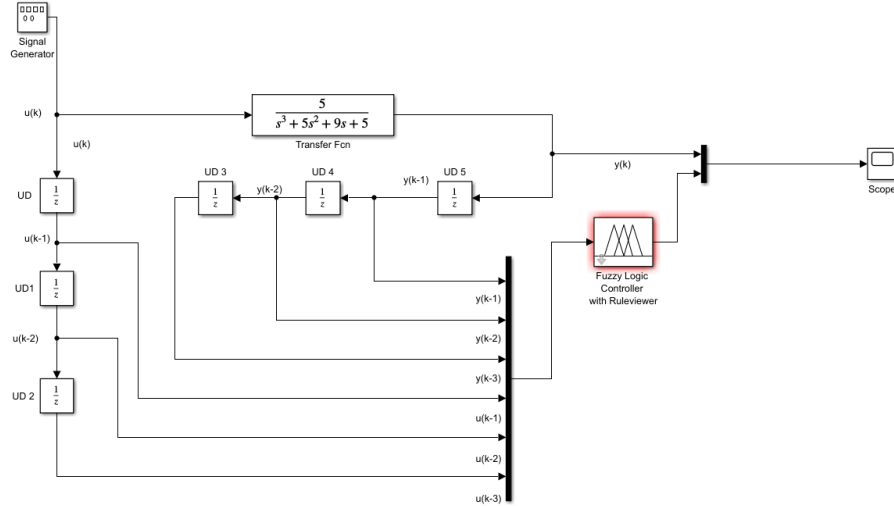 Signal
Generator
u(k)
u(k)
5
s³ + 5s² + 9s + 5
Transfer Fcn
y(k)
Scope
UD 3
UD 4
UD 5
y(k-2)
y(k-1)
1
z
1
z
1
z
UD
1
z
u(k-1)
UD1
1
z
Fuzzy Logic
Controller
with Ruleviewer
y(k-1)
u(k-2)
y(k-2)
y(k-3)
UD 2
1
z
u(k-1)
u(k-2)
u(k-3)